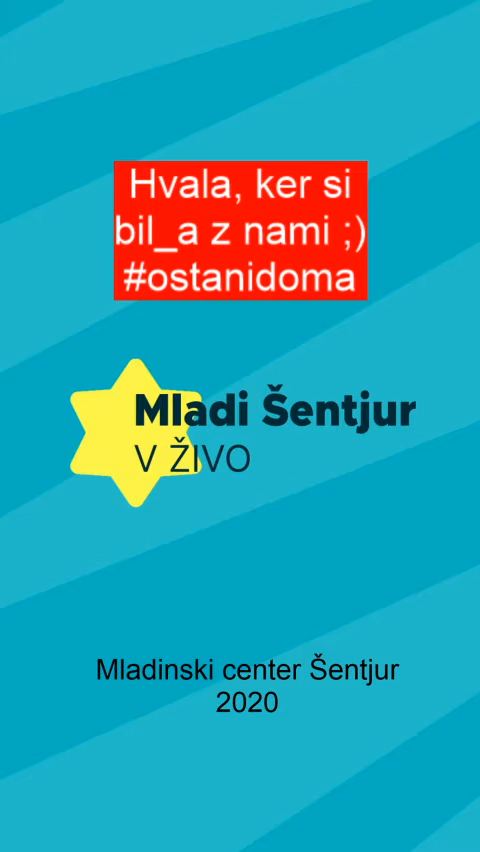 Hvala, ker si
bil_a z nami ;)
#ostanidoma
Mladi Šentjur
V ŽIVO
Mladinski center Šentjur
2020